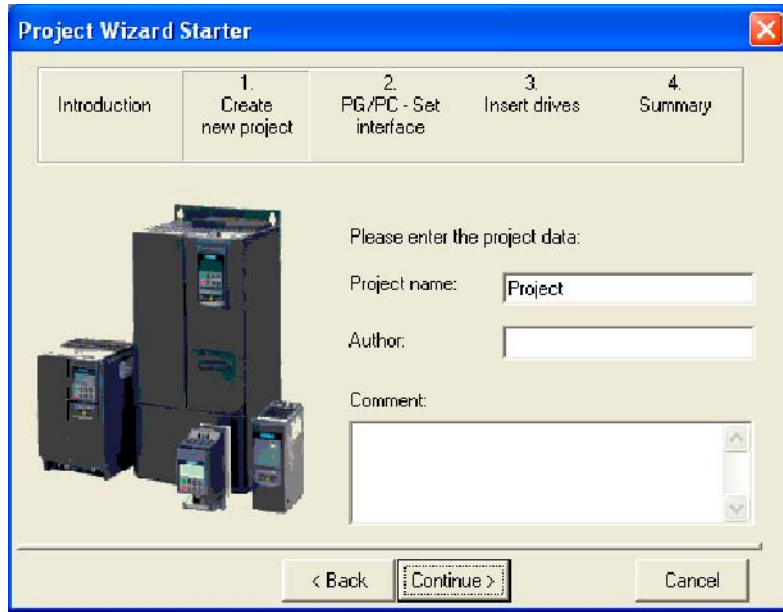 Project Wizard Starter
Introduction
1.
Create
new project
2.
PG/PC - Set
interface
3.
Insert drives
4.
Summary
Please enter the project data:
Project name:
Project
Author:
Comment:
< Back
Continue >
Cancel